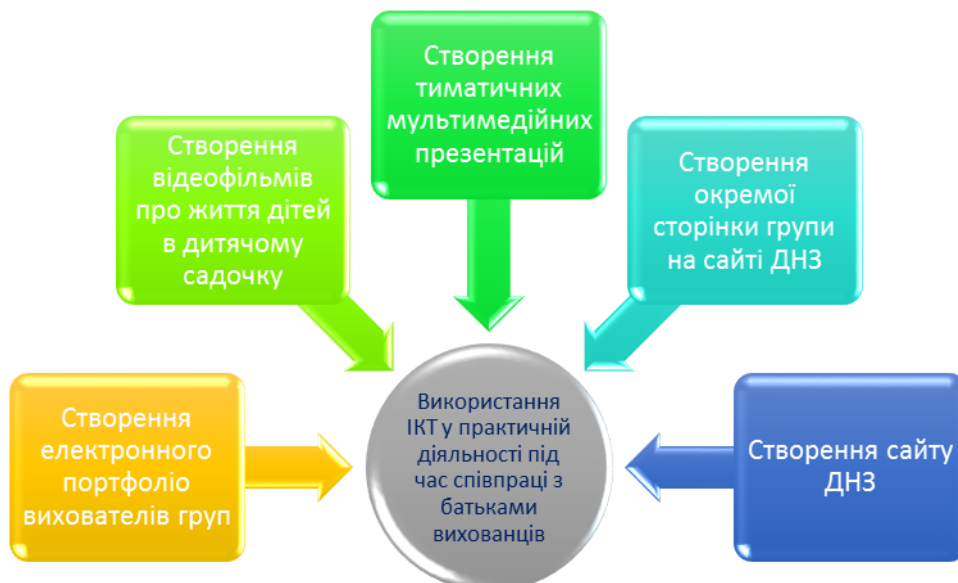 Створення
тиматичних
мультимедійних
презентацій
Створення
відеофільмів
про життя дітей
в дитячому
садочку
Створення
окремої
сторінки групи
на сайті ДНЗ
Створення
електронного
портфоліо
вихователів груп
Використання
ІКТ у практичній
діяльності під
час співпраці з
батьками
вихованців
Створення сайту
ДНЗ